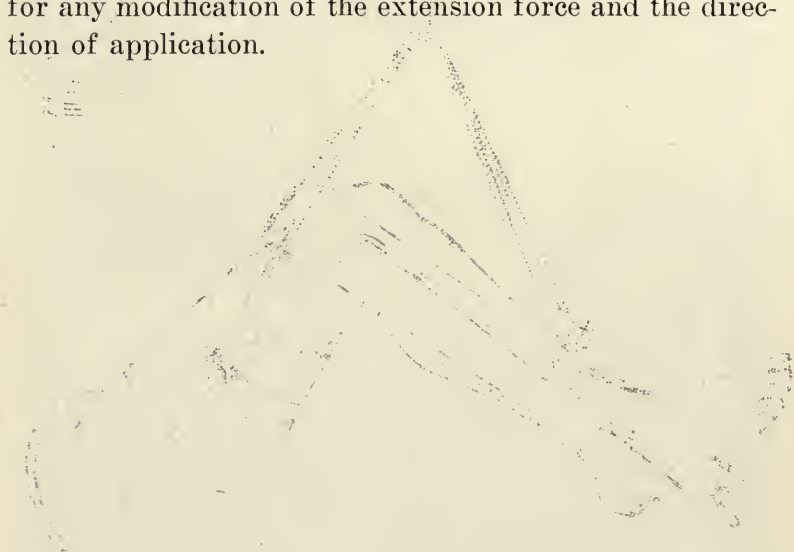 for any modification of the extension force and the direc-
tion of application.